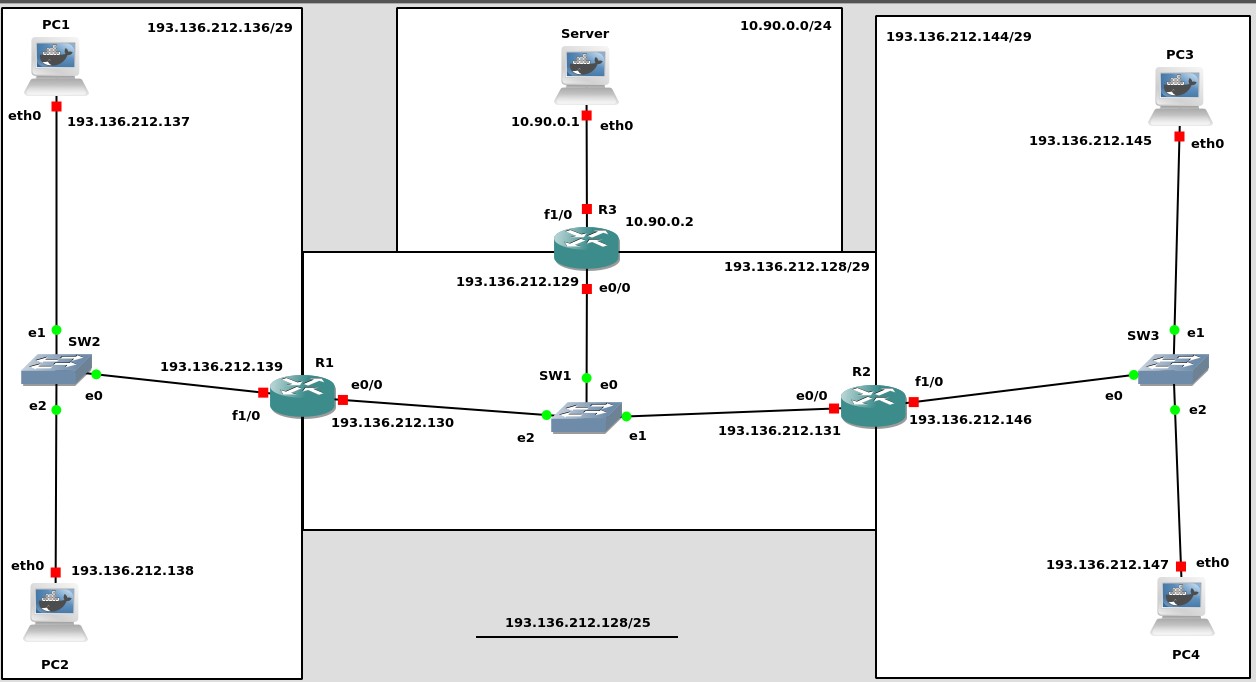 PC1
193.136.212.136/29
eth0
193.136.212.137
e1
SW2
e0
e2
193.136.212.139
f1/0
R1
eth0
193.136.212.138
PC2
Server
10.90.0.0/24
10.90.0.1
eth0
f1/0
R3
10.90.0.2
193.136.212.128/29
193.136.212.129
e0/0
e0/0
193.136.212.130
SW1
e0
e2
e1
R2
e0/0
193.136.212.131
193.136.212.128/25
193.136.212.144/29
PC3
193.136.212.145
eth0
f1/0
193.136.212.146
SW3
e1
e0
e2
193.136.212.147
eth0
PC4